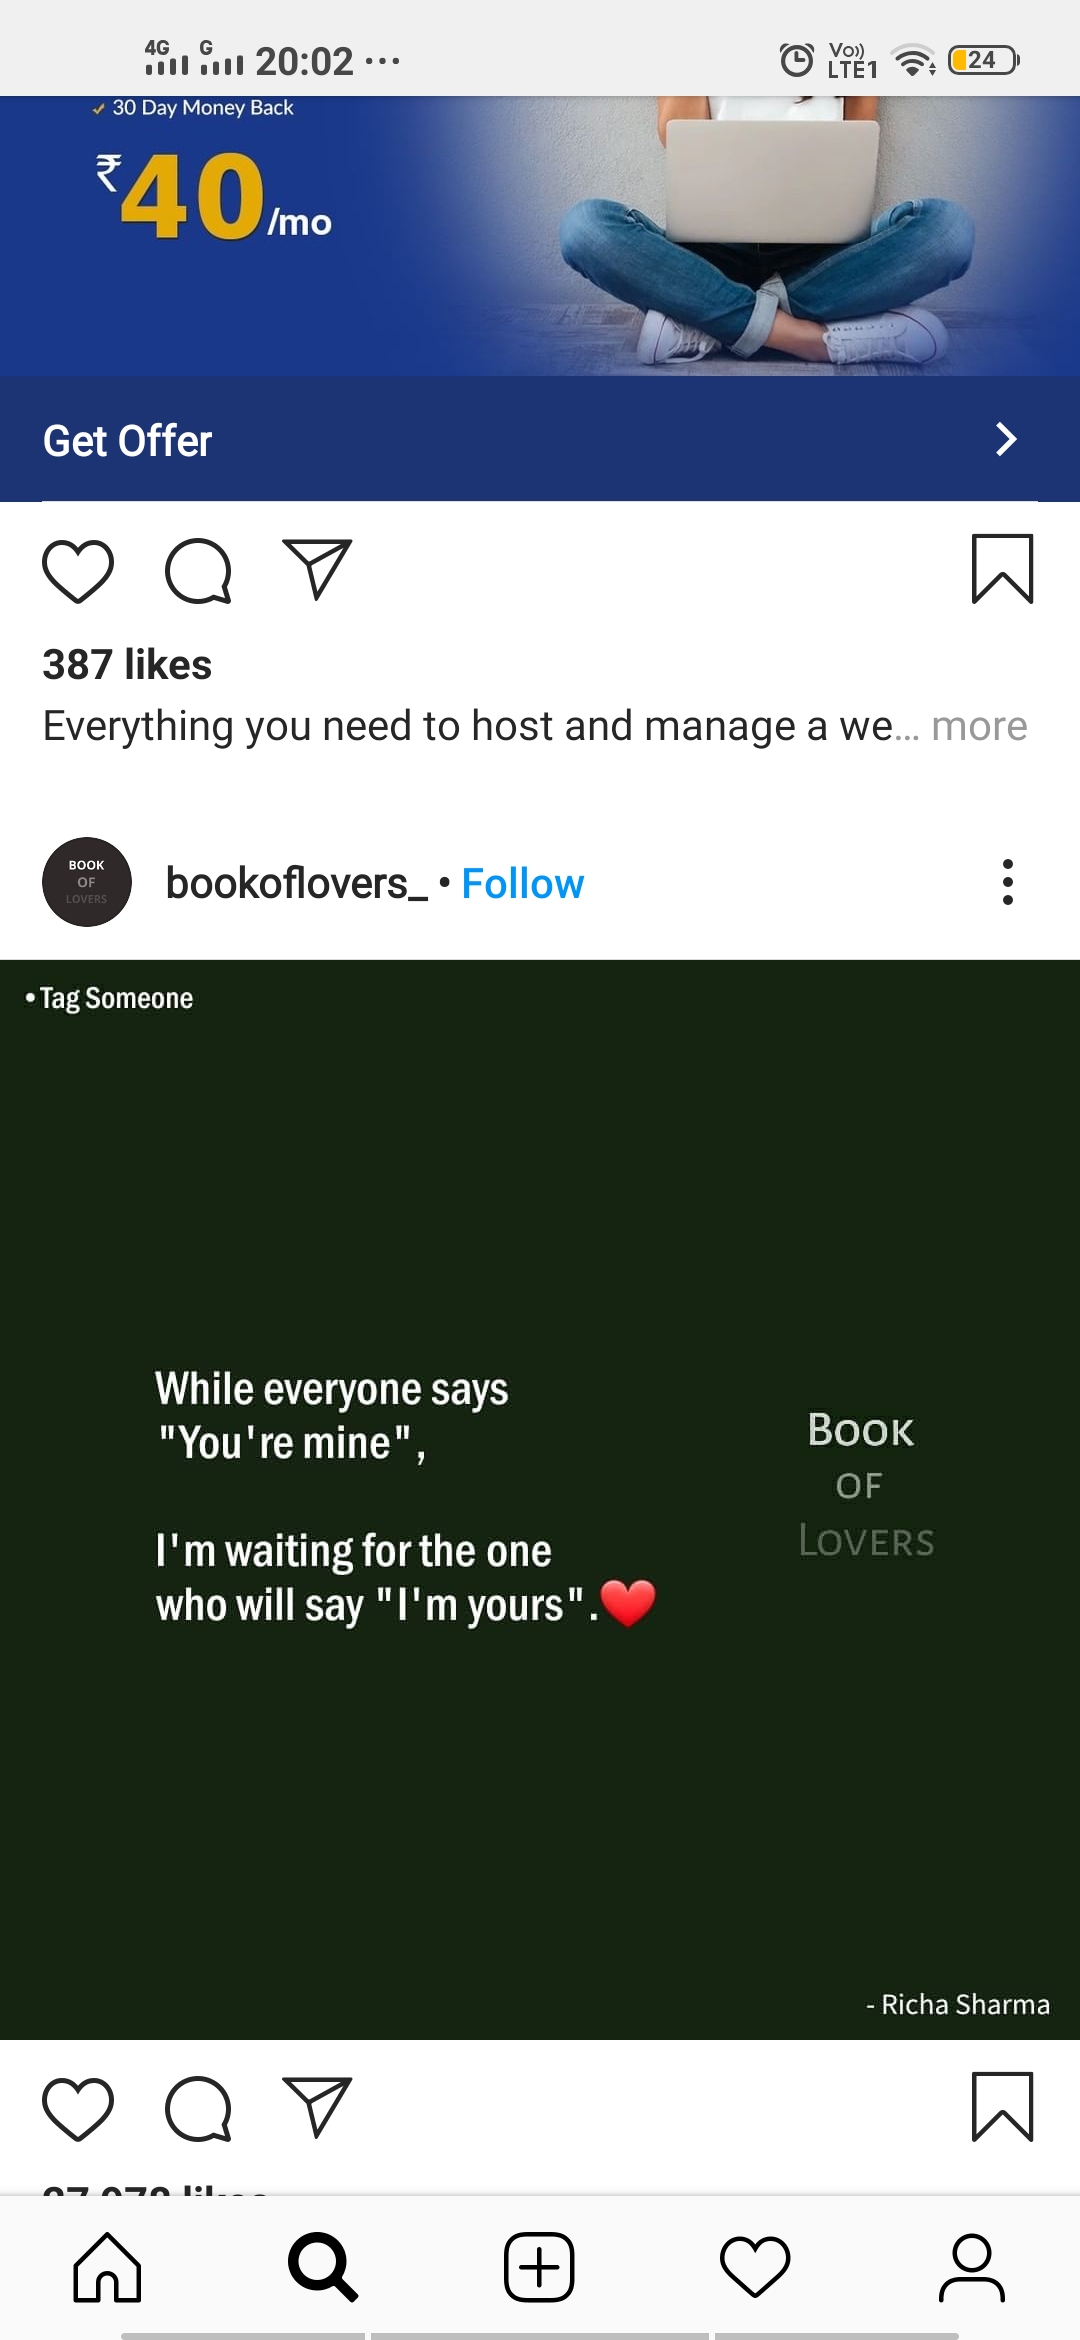 4G G 20:02 ...
Vo)) LTE1 24
30 Day Money Back
₹40/mo
Get Offer
387 likes
Everything you need to host and manage a we... more
BOOK
OF
LOVERS
bookoflovers_ • Follow
• Tag Someone
While everyone says
"You're mine",
I'm waiting for the one
who will say "I'm yours".❤️
BOOK
OF
LOVERS
- Richa Sharma